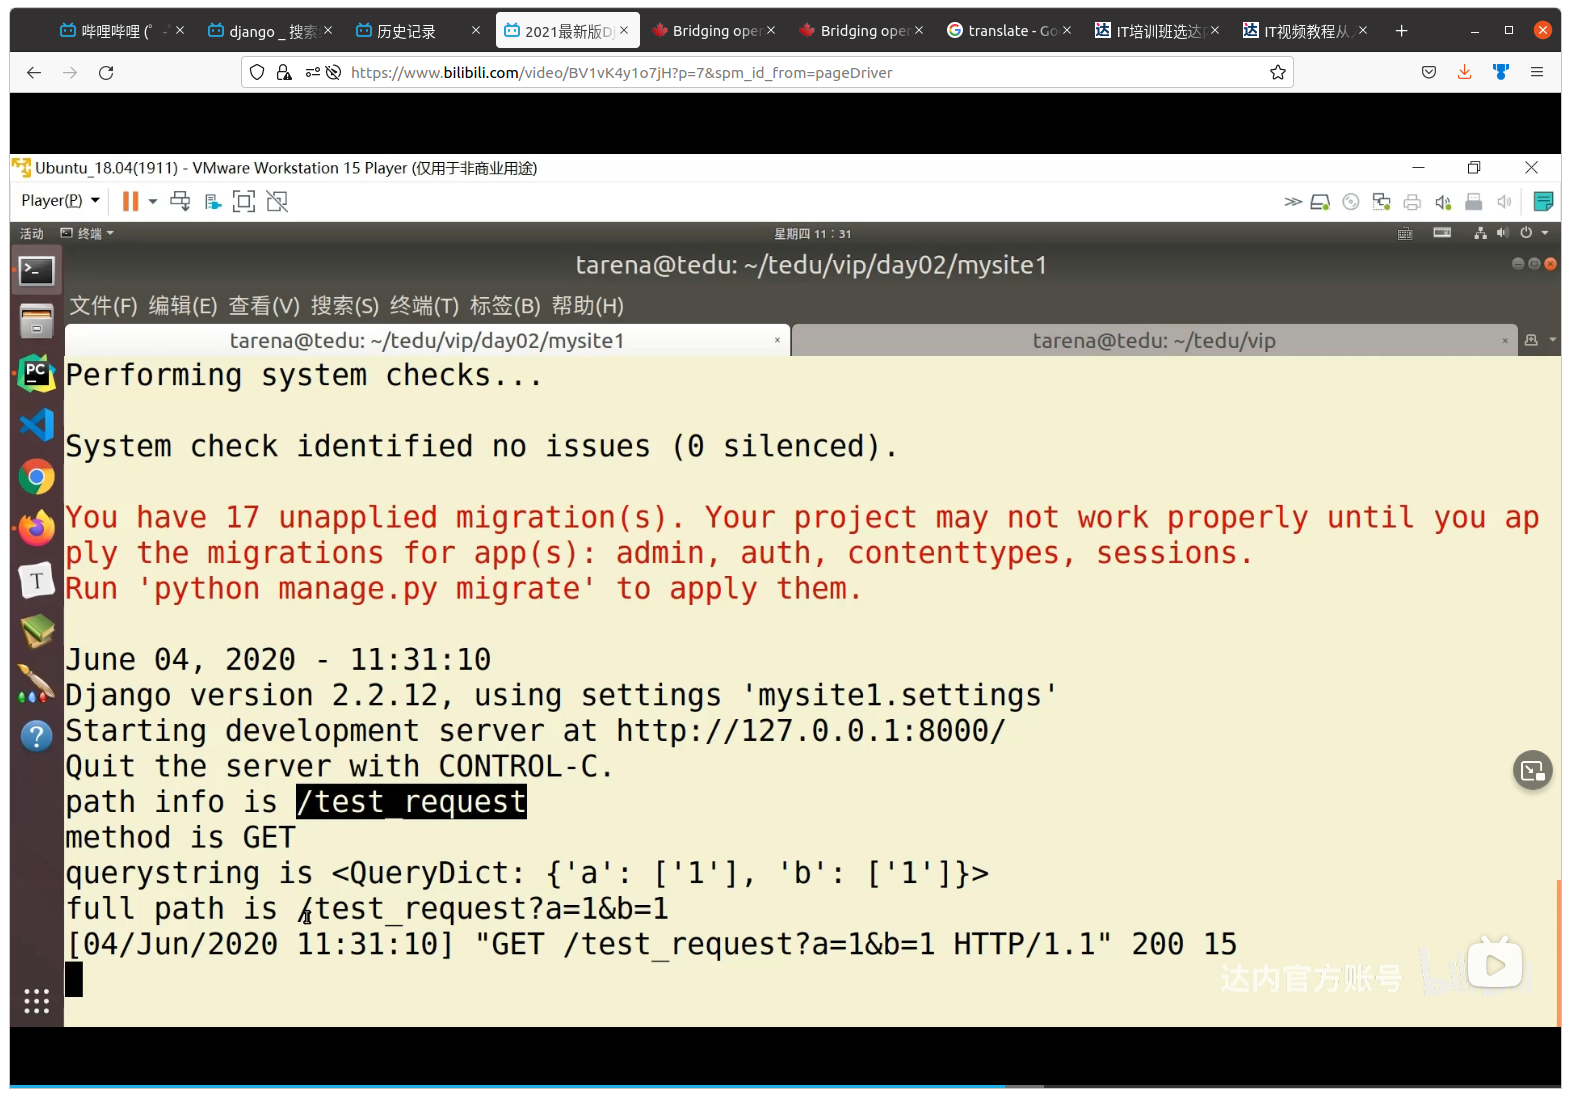 哔哩哔哩 (゜-゜
django _ 搜索
历史记录
2021最新版Dj
Bridging oper
Bridging oper
translate - Go
IT培训班选达内
IT视频教程从入
https://www.bilibili.com/video/BV1vK4y1o7jH?p=7&spm_id_from=pageDriver
Ubuntu_18.04(1911) - VMware Workstation 15 Player (仅用于非商业用途)
Player(P)
活动 终端 星期四 11：31
tarena@tedu: ~/tedu/vip/day02/mysite1
文件(F) 编辑(E) 查看(V) 搜索(S) 终端(T) 标签(B) 帮助(H)
tarena@tedu: ~/tedu/vip/day02/mysite1
tarena@tedu: ~/tedu/vip
Performing system checks...
System check identified no issues (0 silenced).
You have 17 unapplied migration(s). Your project may not work properly until you ap
ply the migrations for app(s): admin, auth, contenttypes, sessions.
Run 'python manage.py migrate' to apply them.
June 04, 2020 - 11:31:10
Django version 2.2.12, using settings 'mysite1.settings'
Starting development server at http://127.0.0.1:8000/
Quit the server with CONTROL-C.
path info is /test_request
method is GET
querystring is <QueryDict: {'a': ['1'], 'b': ['1']}>
full path is /test_request?a=1&b=1
[04/Jun/2020 11:31:10] "GET /test_request?a=1&b=1 HTTP/1.1" 200 15
达内官方账号